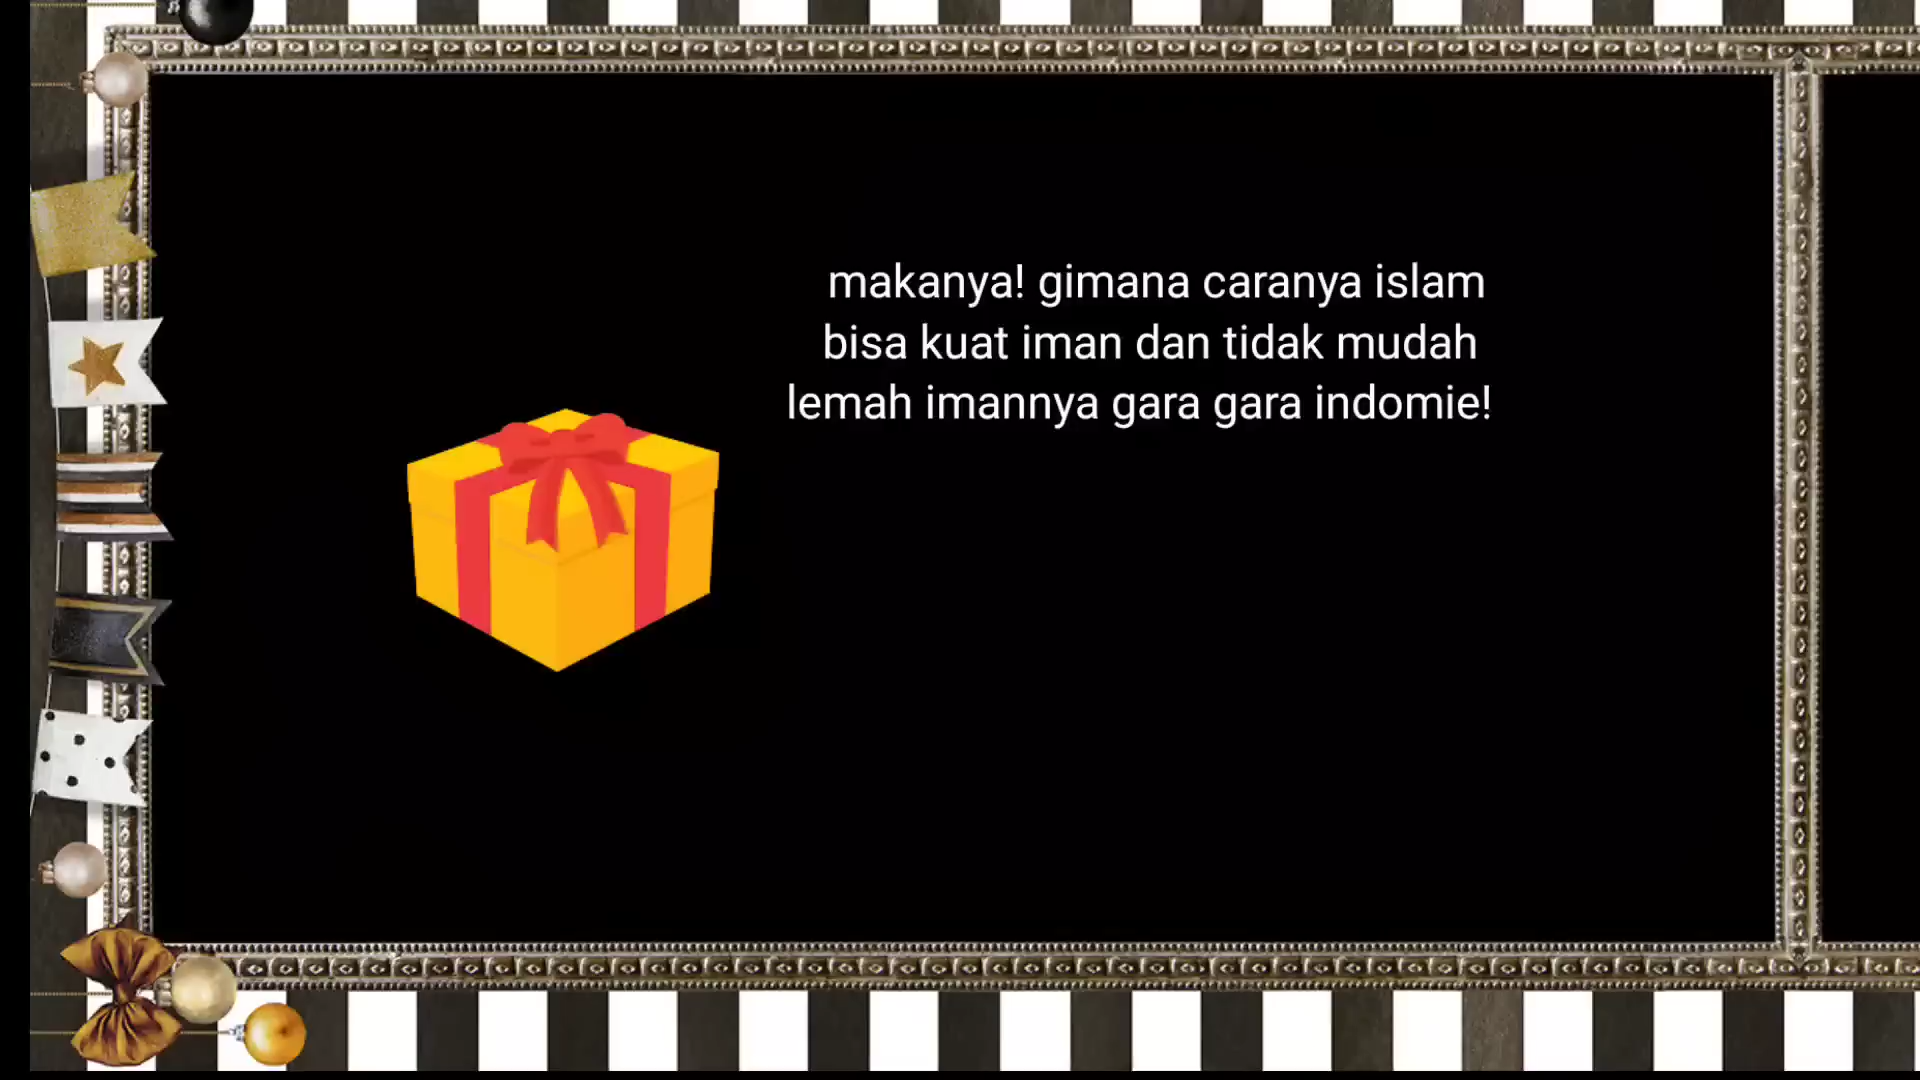 makanya! gimana caranya islam
bisa kuat iman dan tidak mudah
lemah imannya gara gara indomie!